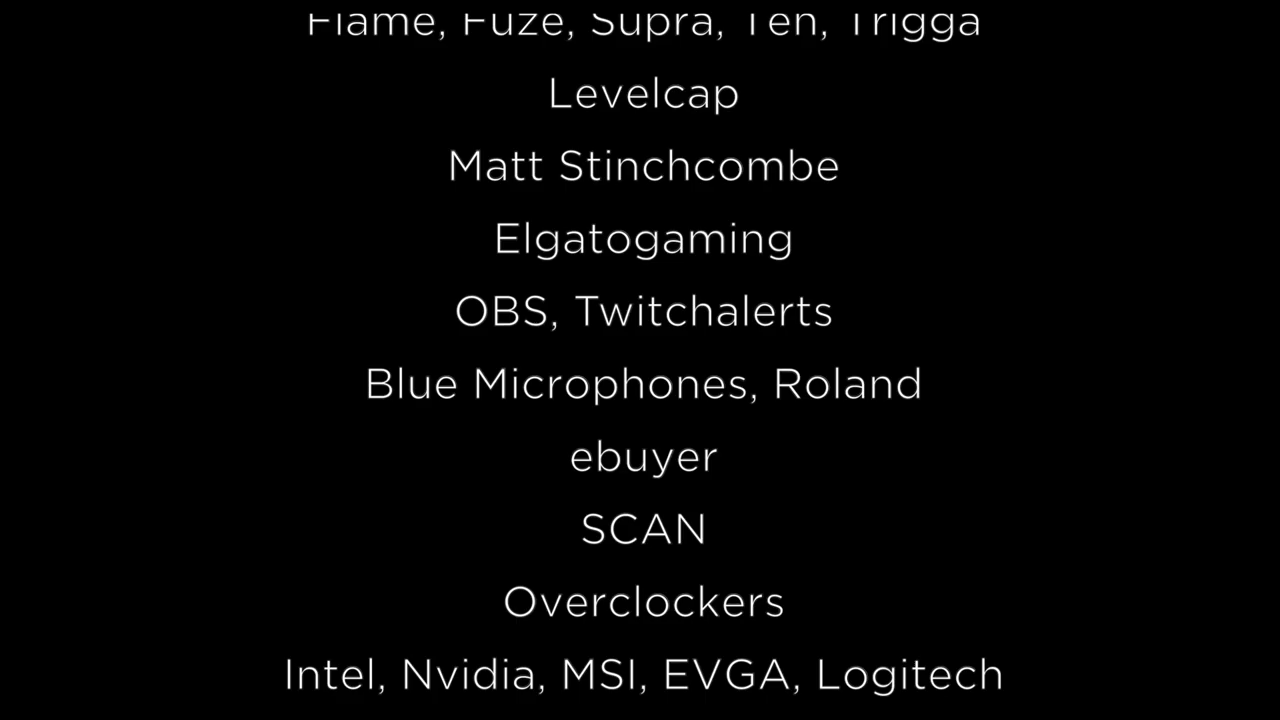 Flame, Fuze, Supra, Ten, Trigga
Levelcap
Matt Stinchcombe
Elgatogaming
OBS, Twitchalerts
Blue Microphones, Roland
ebuyer
SCAN
Overclockers
Intel, Nvidia, MSI, EVGA, Logitech